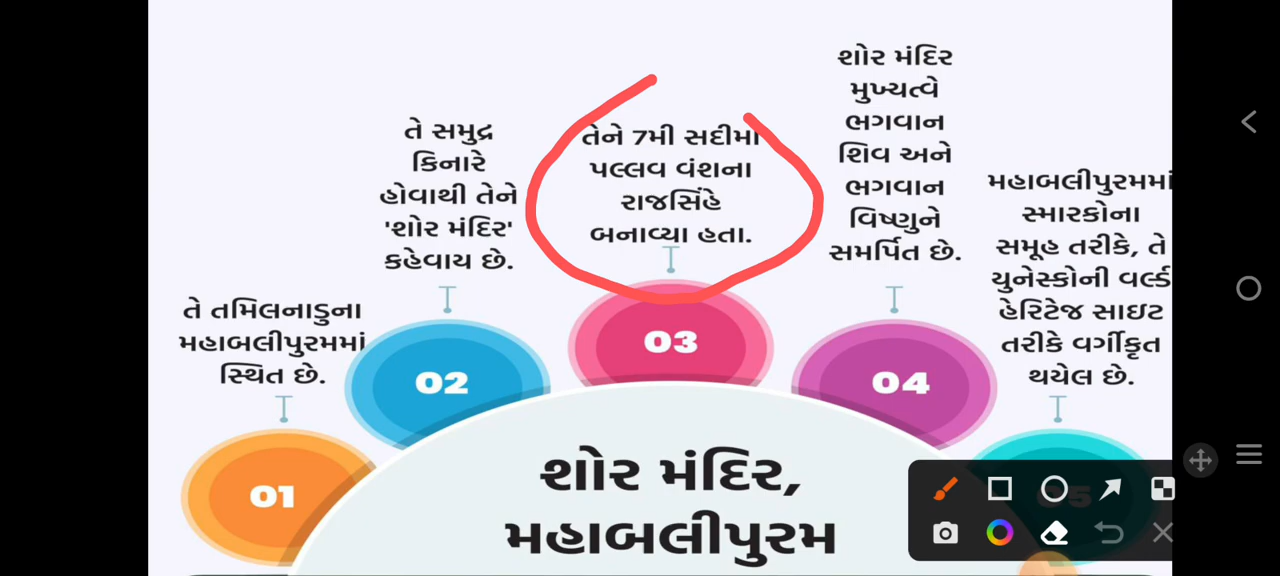 તે તમિલનાડુના
મહાબલીપુરમમાં
સ્થિત છે.
01
તે સમુદ્ર
કિનારે
હોવાથી તેને
'શોર મંદિર'
કહેવાય છે.
02
તેને 7મી સદીમાં
પલ્લવ વંશના
રાજસિંહે
બનાવ્યા હતા.
03
શોર મંદિર
મુખ્યત્વે
ભગવાન
શિવ અને
ભગવાન
વિષ્ણુને
સમર્પિત છે.
04
મહાબલીપુરમમાં
સ્મારકોના
સમૂહ તરીકે, તે
યુનેસ્કોની વર્લ્ડ
હેરિટેજ સાઇટ
તરીકે વર્ગીકૃત
થયેલ છે.
05
શોર મંદિર,
મહાબલીપુરમ